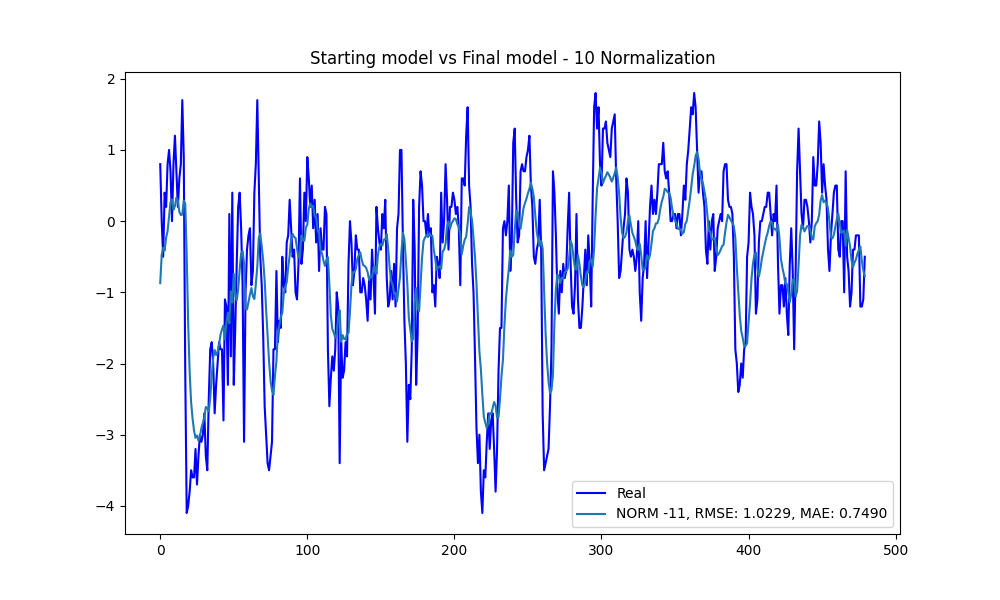 Starting model vs Final model - 10 Normalization
2
1
0
−1
−2
−3
−4
Real
NORM -11, RMSE: 1.0229, MAE: 0.7490
0 100 200 300 400 500